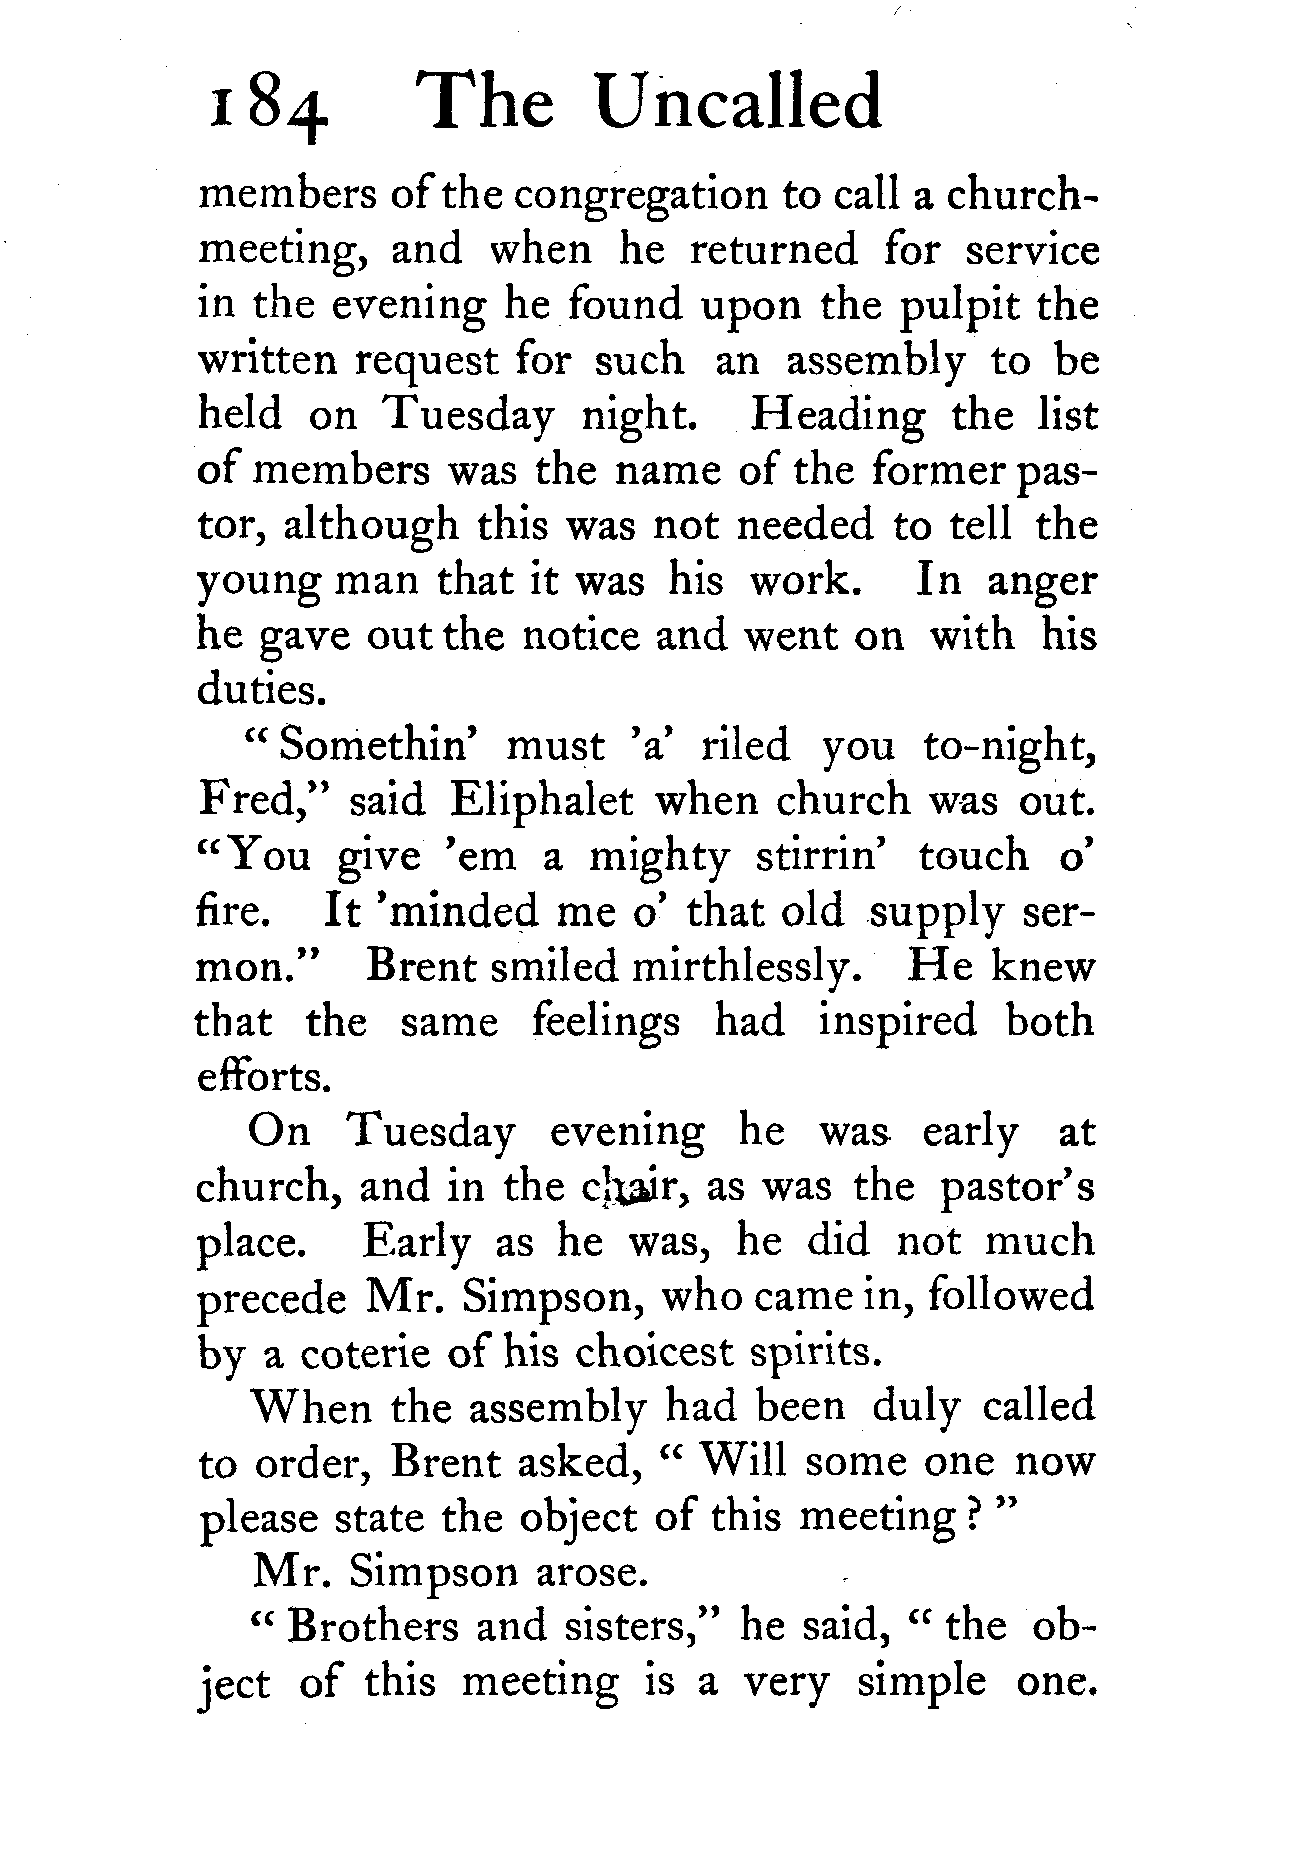 184 The Uncalled
members of the congregation to call a church-
meeting, and when he returned for service
in the evening he found upon the pulpit the
written request for such an assembly to be
held on Tuesday night. Heading the list
of members was the name of the former pas-
tor, although this was not needed to tell the
young man that it was his work. In anger
he gave out the notice and went on with his
duties.
“ Somethin’ must ’a’ riled you to-night,
Fred,” said Eliphalet when church was out.
“You give ’em a mighty stirrin’ touch o’
fire. It ’minded me o’ that old supply ser-
mon.” Brent smiled mirthlessly. He knew
that the same feelings had inspired both
efforts.
On Tuesday evening he was early at
church, and in the chair, as was the pastor’s
place. Early as he was, he did not much
precede Mr. Simpson, who came in, followed
by a coterie of his choicest spirits.
When the assembly had been duly called
to order, Brent asked, “ Will some one now
please state the object of this meeting ? ”
Mr. Simpson arose.
“ Brothers and sisters,” he said, “ the ob-
ject of this meeting is a very simple one.